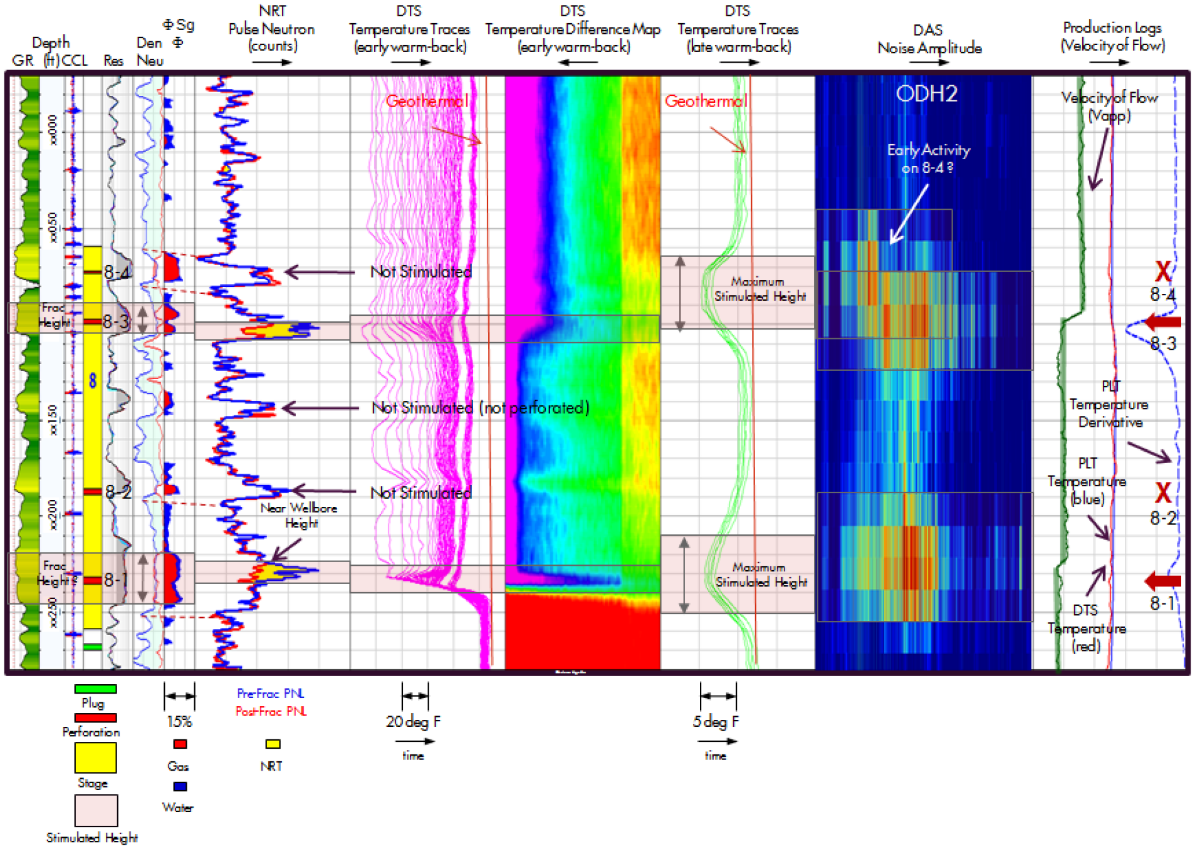 NRT
Pulse Neutron
(counts)
DTS
Temperature Traces
(early warm-back)
DTS
Temperature Difference Map
(early warm-back)
DTS
Temperature Traces
(late warm-back)
DAS
Noise Amplitude
Production Logs
(Velocity of Flow)
Φ Sg
Φ
Depth
(ft)
GR
CCL
Res
Den
Neu
Geothermal
Geothermal
ODH2
Velocity of Flow
(Vapp)
xx000
Early Activity
on 8-4 ?
xx050
8-4
Not Stimulated
Maximum
Stimulated Height
X
8-4
Frac
Height
8-3
8-3
8
PLT
Temperature
Derivative
xx150
Not Stimulated (not perforated)
8-2
Not Stimulated
PLT
Temperature
(blue)
X
8-2
xx200
Near Wellbore
Height
Frac
Height ?
8-1
Maximum
Stimulated Height
8-1
xx250
DTS
Temperature
(red)
Plug
Perforation
Stage
Stimulated Height
15%
Gas
Water
Pre-Frac PNL
Post-Frac PNL
NRT
20 deg F
time
5 deg F
time